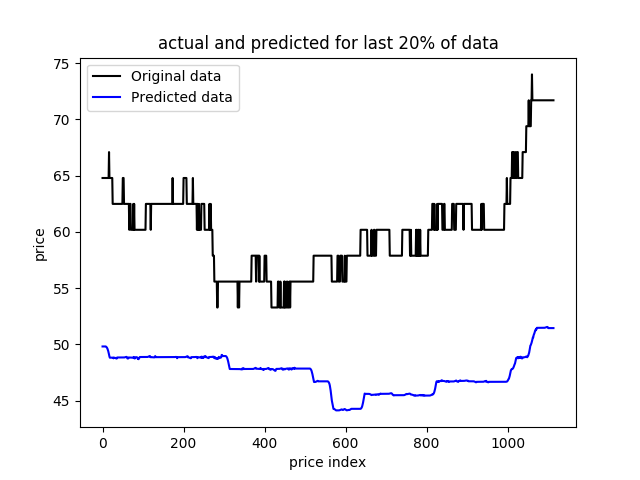 actual and predicted for last 20% of data
Original data
Predicted data
price
75
70
65
60
55
50
45
0 200 400 600 800 1000
price index